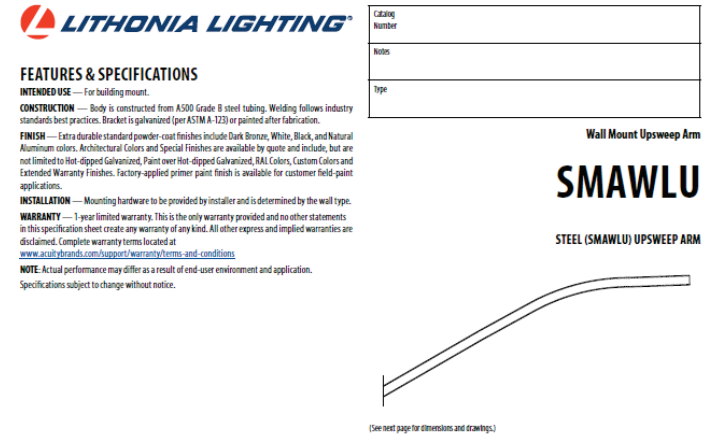 LITHONIA LIGHTING®
FEATURES & SPECIFICATIONS
INTENDED USE — For building mount.
CONSTRUCTION — Body is constructed from A500 Grade B steel tubing. Welding follows industry
standards best practices. Bracket is galvanized (per ASTM A-123) or painted after fabrication.
FINISH — Extra durable standard powder-coat finishes include Dark Bronze, White, Black, and Natural
Aluminum colors. Architectural Colors and Special Finishes are available by quote and include, but are
not limited to Hot-dipped Galvanized, Paint over Hot-dipped Galvanized, RAL Colors, Custom Colors and
Extended Warranty Finishes. Factory-applied primer paint finish is available for customer field-paint
applications.
INSTALLATION — Mounting hardware to be provided by installer and is determined by the wall type.
WARRANTY — 1-year limited warranty. This is the only warranty provided and no other statements
in this specification sheet create any warranty of any kind. All other express and implied warranties are
disclaimed. Complete warranty terms located at
www.acuitybrands.com/support/warranty/terms-and-conditions
NOTE: Actual performance may differ as a result of end-user environment and application.
Specifications subject to change without notice.
Catalog
Number
Notes
Type
Wall Mount Upsweep Arm
SMAWLU
STEEL (SMAWLU) UPSWEEP ARM
(See next page for dimensions and drawings.)